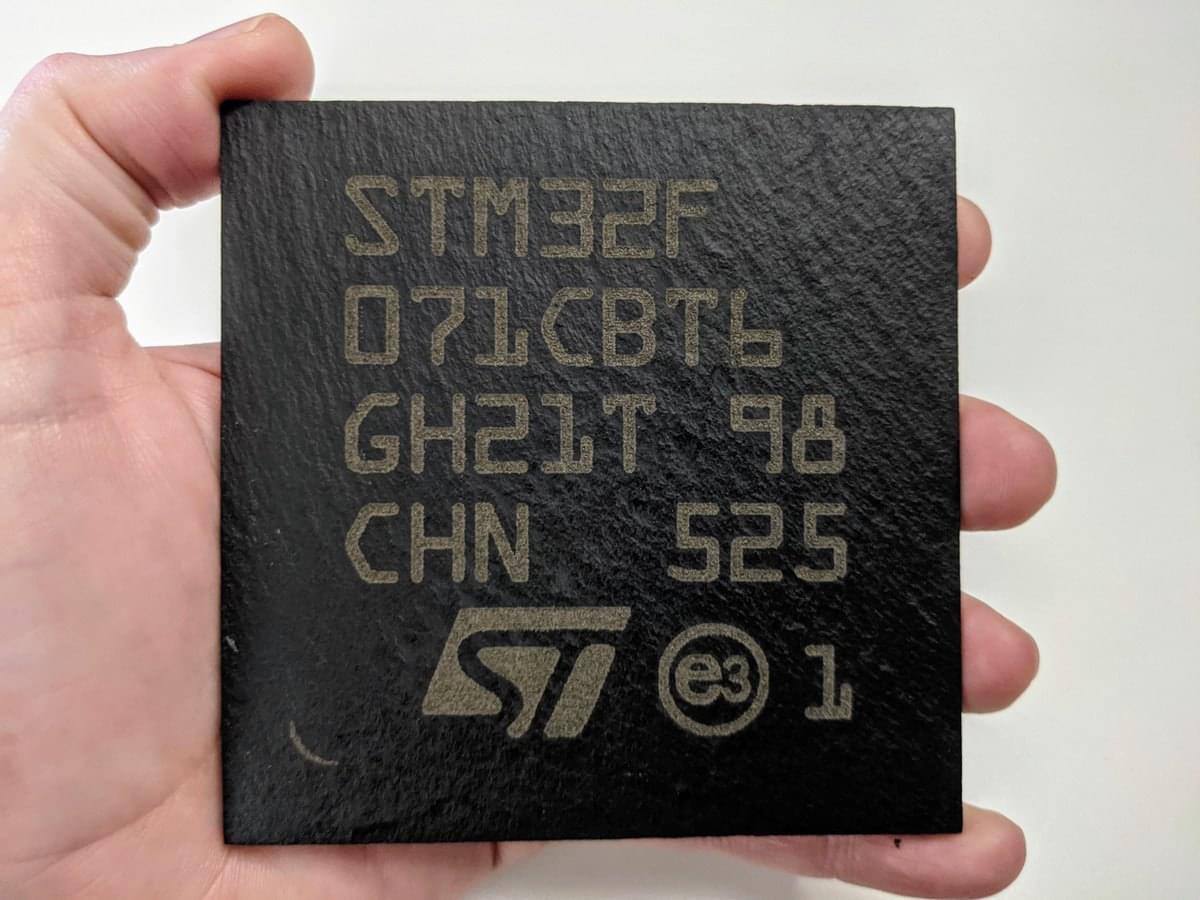 STM32F
071CBT6
GH21T 98
CHN 525
ST e3 1